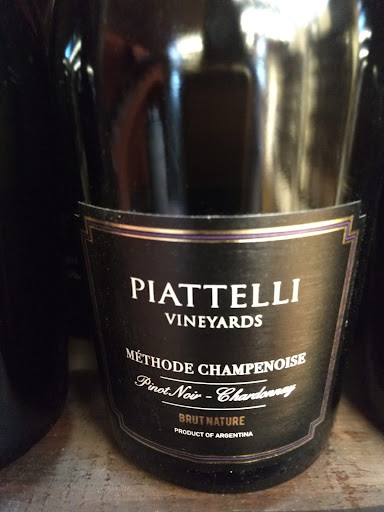 PIATTELLI
VINEYARDS
MÉTHODE CHAMPENOISE
Pinot Noir - Chardonnay
BRUT NATURE
PRODUCT OF ARGENTINA